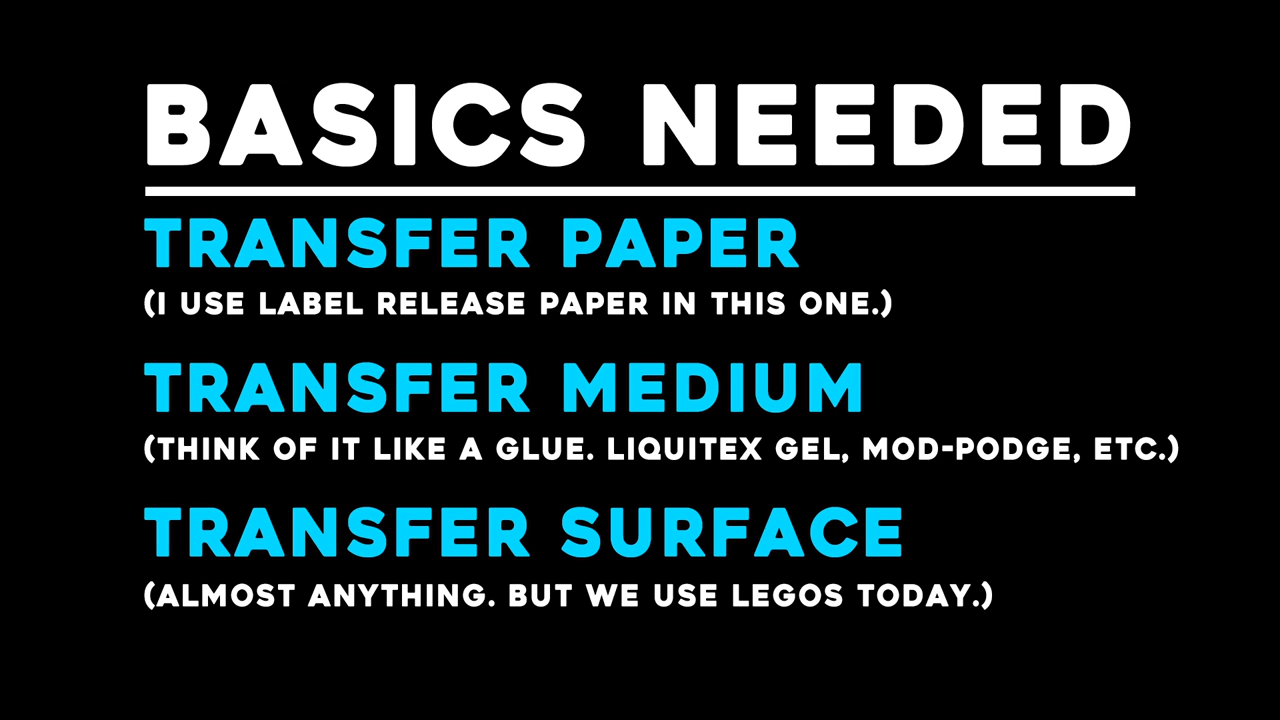 BASICS NEEDED
TRANSFER PAPER
(I USE LABEL RELEASE PAPER IN THIS ONE.)
TRANSFER MEDIUM
(THINK OF IT LIKE A GLUE. LIQUITEX GEL, MOD-PODGE, ETC.)
TRANSFER SURFACE
(ALMOST ANYTHING. BUT WE USE LEGOS TODAY.)